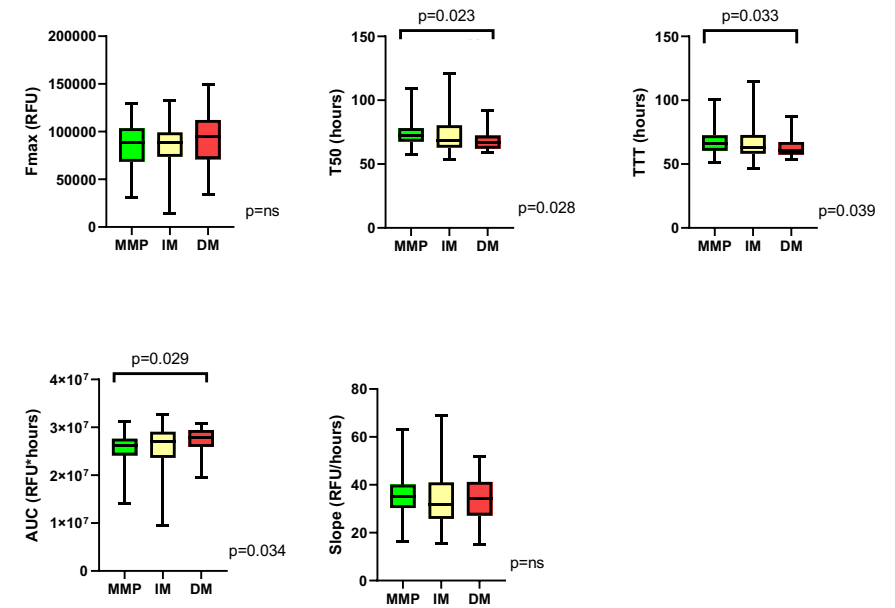 Fmax (RFU)
200000
150000
100000
50000
0
MMP IM DM
p=ns
p=0.023
T50 (hours)
150
100
50
0
MMP IM DM
p=0.028
p=0.033
TTT (hours)
150
100
50
0
MMP IM DM
p=0.039
p=0.029
AUC (RFU*hours)
4×10⁷
3×10⁷
2×10⁷
1×10⁷
0
MMP IM DM
p=0.034
Slope (RFU/hours)
80
60
40
20
0
MMP IM DM
p=ns